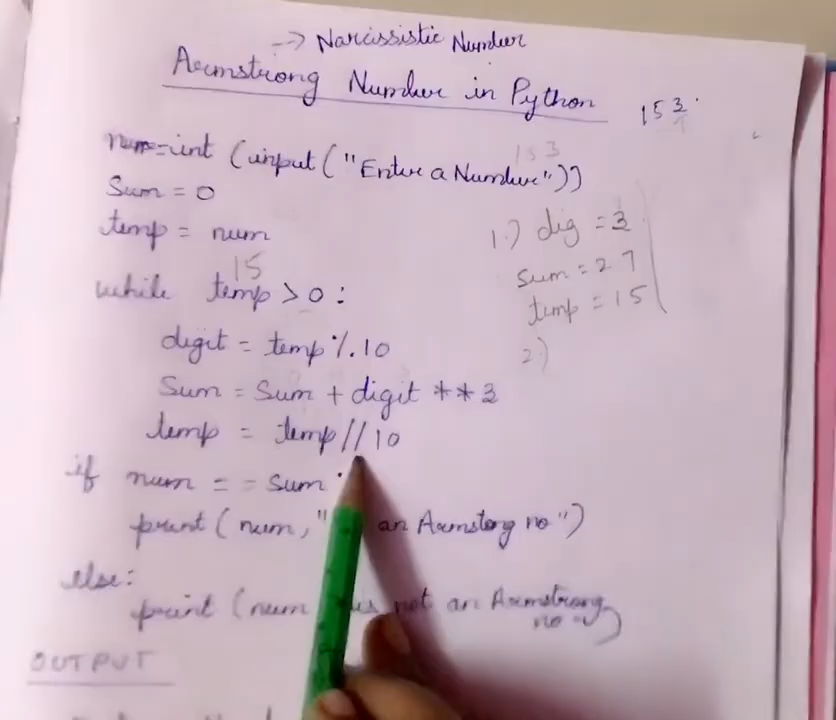 -> Narcissistic Number
Armstrong Number in Python
153
num=int (input ("Enter a Number"))
153
Sum = 0
temp = num
15
while temp > 0 :
digit = temp % 10
Sum = Sum + digit ** 3
temp = temp // 10
if num == sum :
print ( num, " an Armstong no ")
else:
print (num is not an Armstrong
no )
1.) dig = 3
sum = 27
temp = 15
2.)
OUTPUT